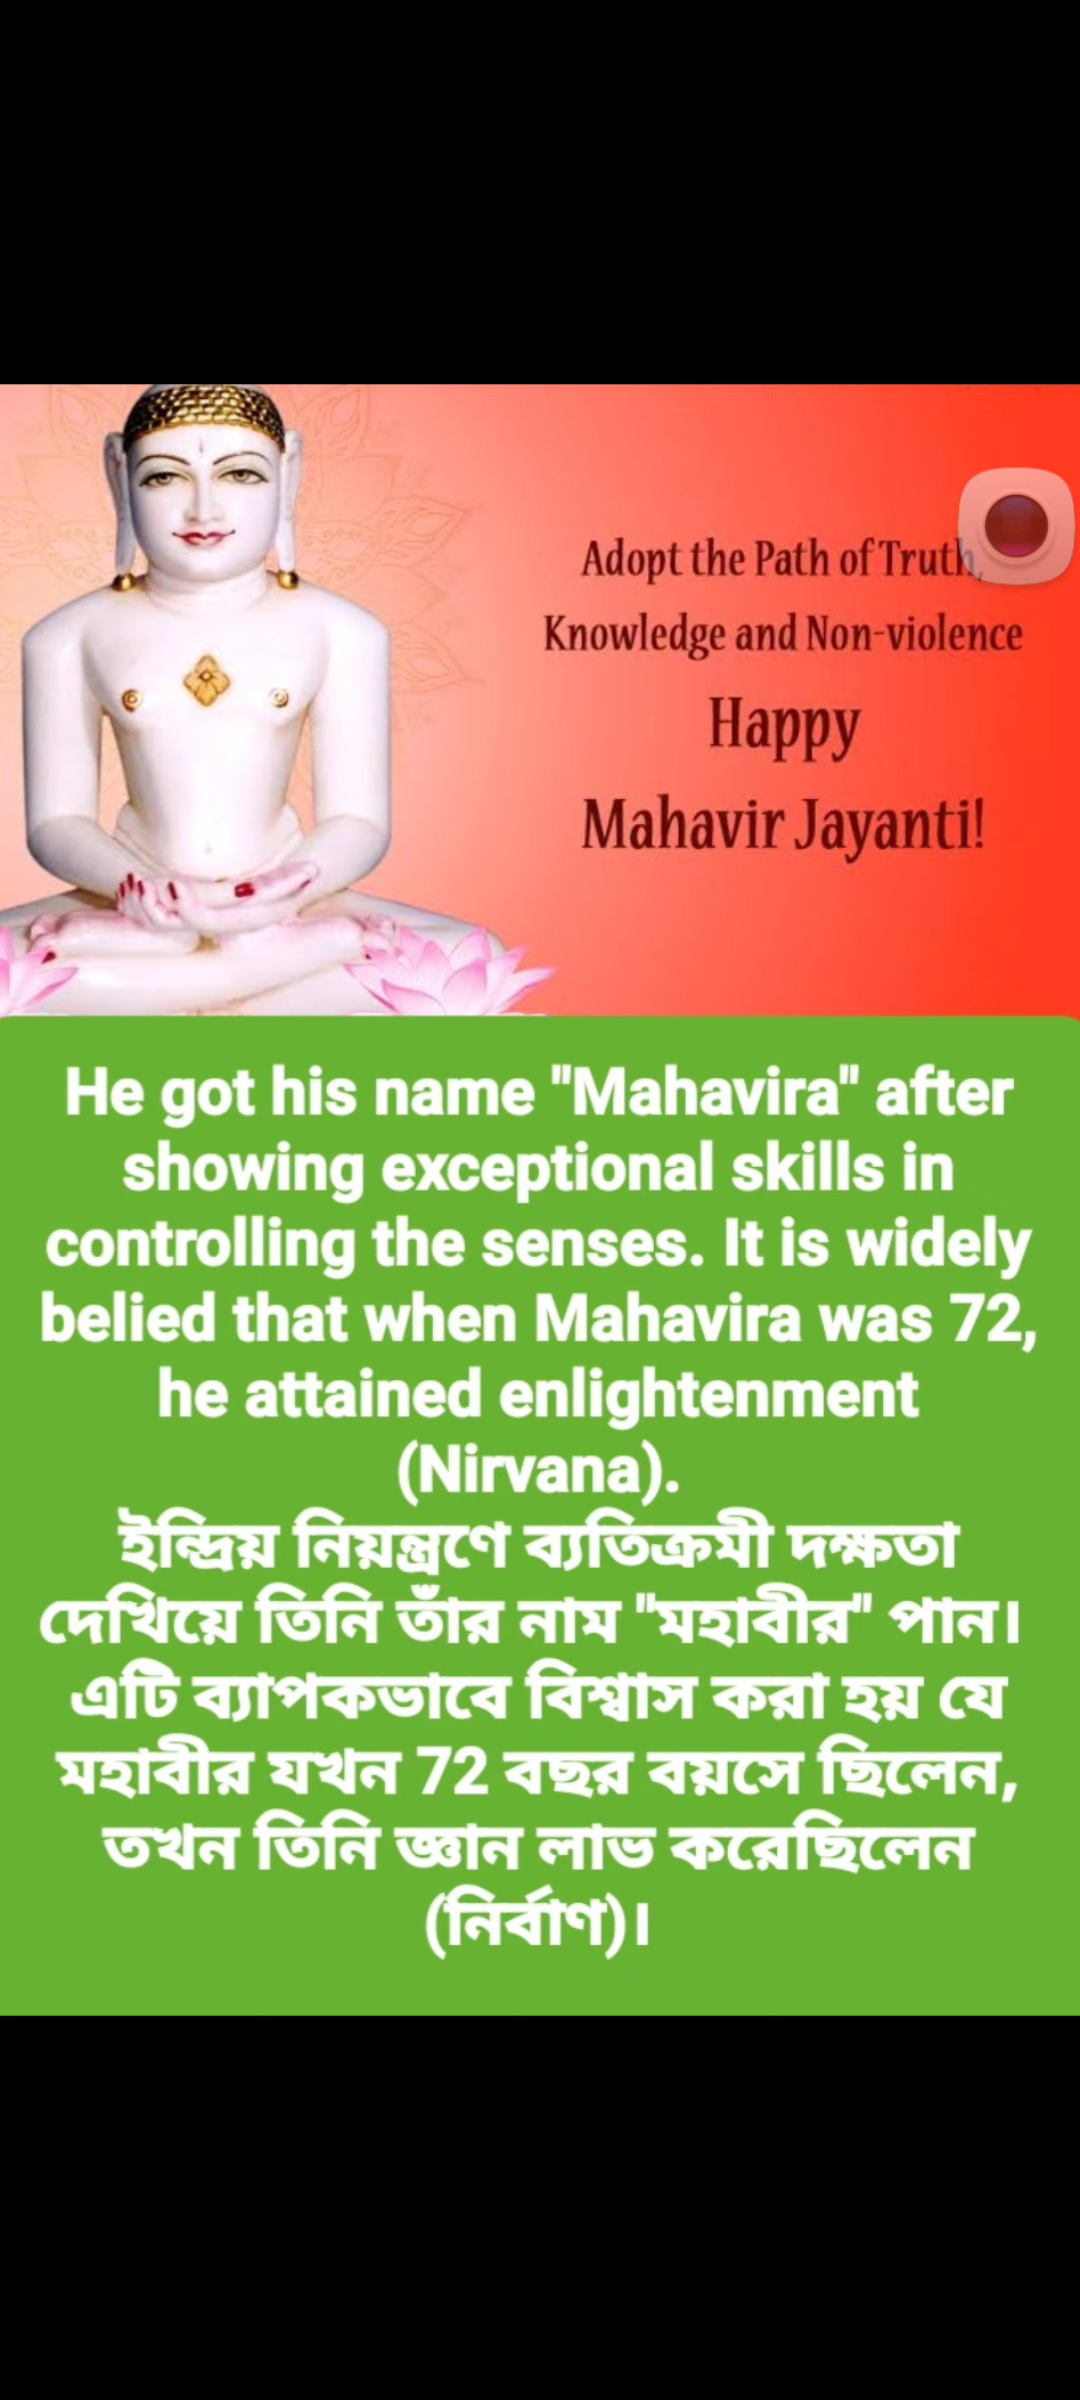 Adopt the Path of Truth,
Knowledge and Non-violence
Happy
Mahavir Jayanti!
He got his name "Mahavira" after
showing exceptional skills in
controlling the senses. It is widely
belied that when Mahavira was 72,
he attained enlightenment
(Nirvana).
ইন্দ্রিয় নিয়ন্ত্রণে ব্যতিক্রমী দক্ষতা
দেখিয়ে তিনি তাঁর নাম "মহাবীর" পান।
এটি ব্যাপকভাবে বিশ্বাস করা হয় যে
মহাবীর যখন 72 বছর বয়সে ছিলেন,
তখন তিনি জ্ঞান লাভ করেছিলেন
(নির্বাণ)।